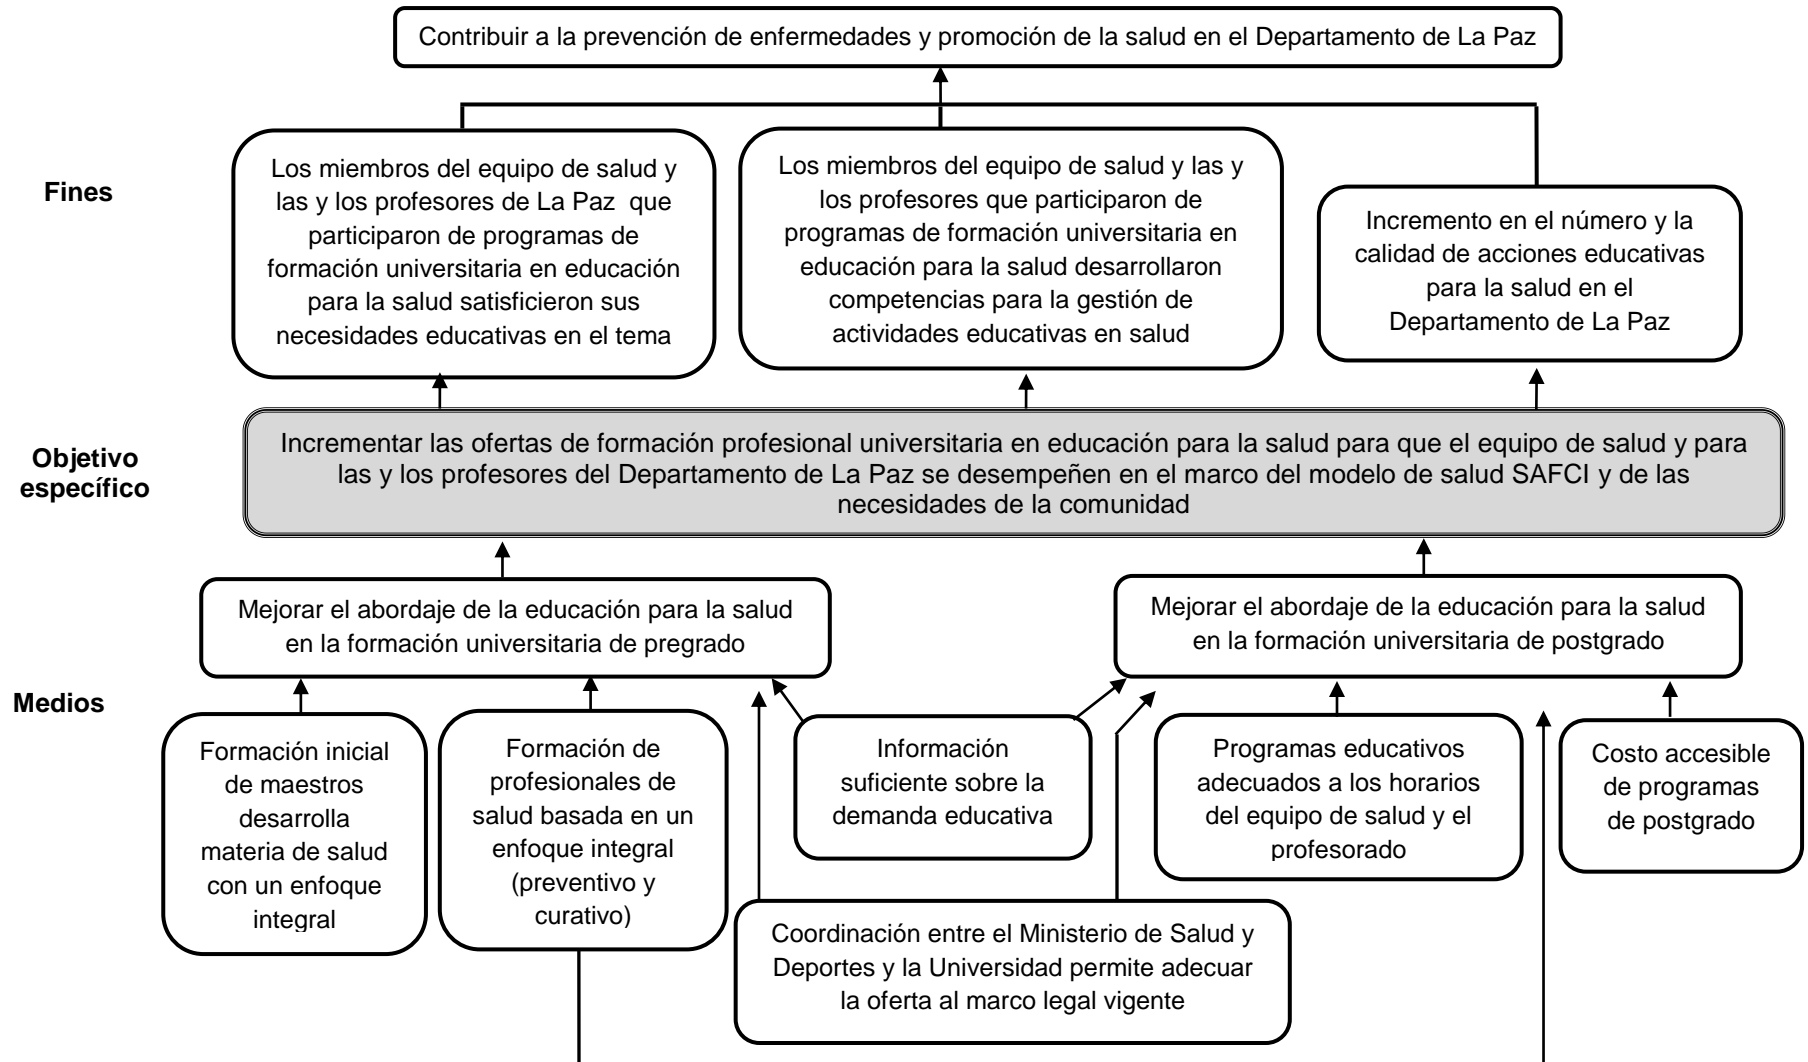 Contribuir a la prevención de enfermedades y promoción de la salud en el Departamento de La Paz
Fines
Los miembros del equipo de salud y
las y los profesores de La Paz que
participaron de programas de
formación universitaria en educación
para la salud satisficieron sus
necesidades educativas en el tema
Los miembros del equipo de salud y las y
los profesores que participaron de
programas de formación universitaria en
educación para la salud desarrollaron
competencias para la gestión de
actividades educativas en salud
Incremento en el número y la
calidad de acciones educativas
para la salud en el
Departamento de La Paz
Objetivo
específico
Incrementar las ofertas de formación profesional universitaria en educación para la salud para que el equipo de salud y para
las y los profesores del Departamento de La Paz se desempeñen en el marco del modelo de salud SAFCI y de las
necesidades de la comunidad
Mejorar el abordaje de la educación para la salud
en la formación universitaria de pregrado
Mejorar el abordaje de la educación para la salud
en la formación universitaria de postgrado
Medios
Formación inicial
de maestros
desarrolla
materia de salud
con un enfoque
integral
Formación de
profesionales de
salud basada en un
enfoque integral
(preventivo y
curativo)
Información
suficiente sobre la
demanda educativa
Programas educativos
adecuados a los horarios
del equipo de salud y el
profesorado
Costo accesible
de programas
de postgrado
Coordinación entre el Ministerio de Salud y
Deportes y la Universidad permite adecuar
la oferta al marco legal vigente